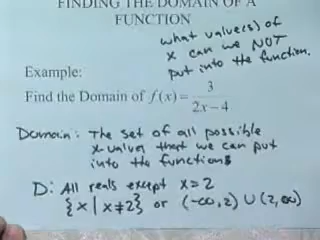 FINDING THE DOMAIN OF A
FUNCTION
what value(s) of
x can we NOT
put into the function.
Example:
Find the Domain of f(x) = 3/(2x-4)
Domain: The set of all possible
x-values that we can put
into the functions
D: All reals except x=2
{x | x≠2} or (-∞,2) ∪ (2,∞)